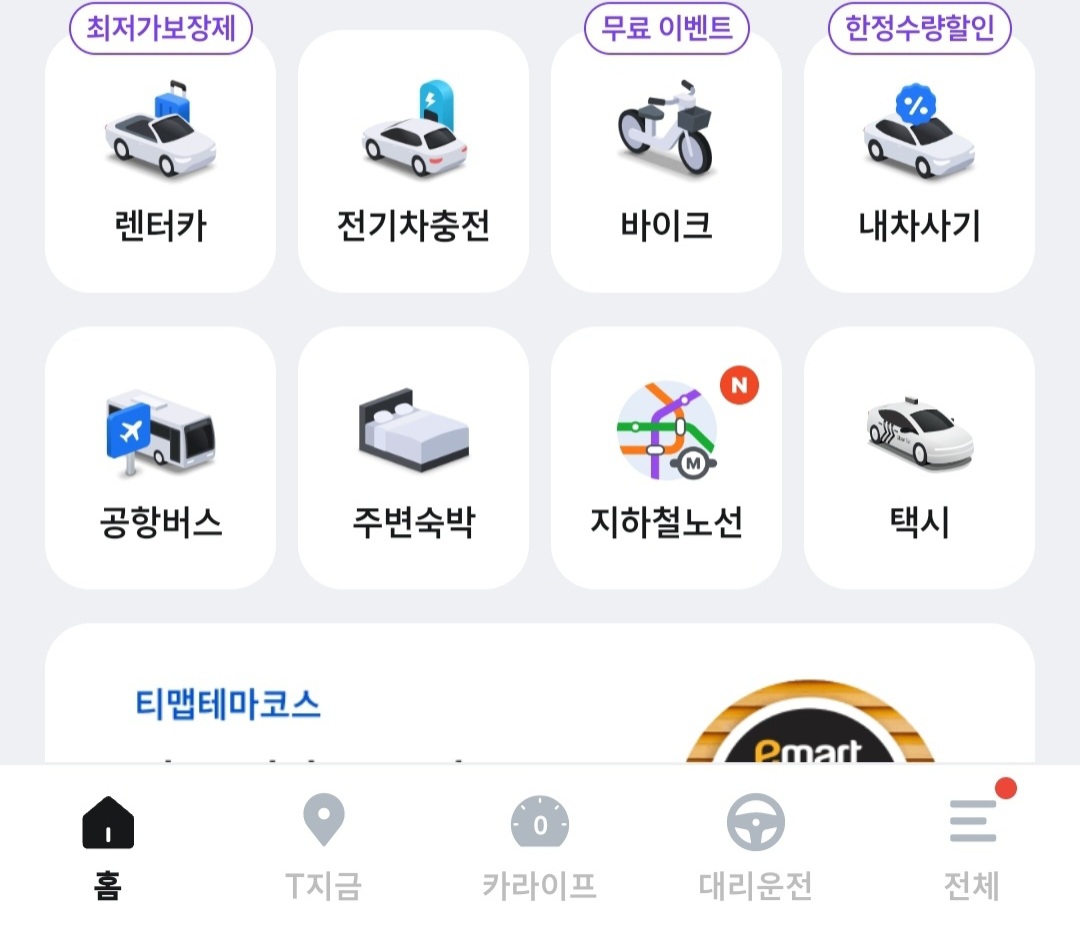 최저가보장제
무료 이벤트
한정수량할인
렌터카
전기차충전
바이크
내차사기
N
M
공항버스
주변숙박
지하철노선
택시
티맵테마코스
emart
0
홈
T지금
카라이프
대리운전
전체